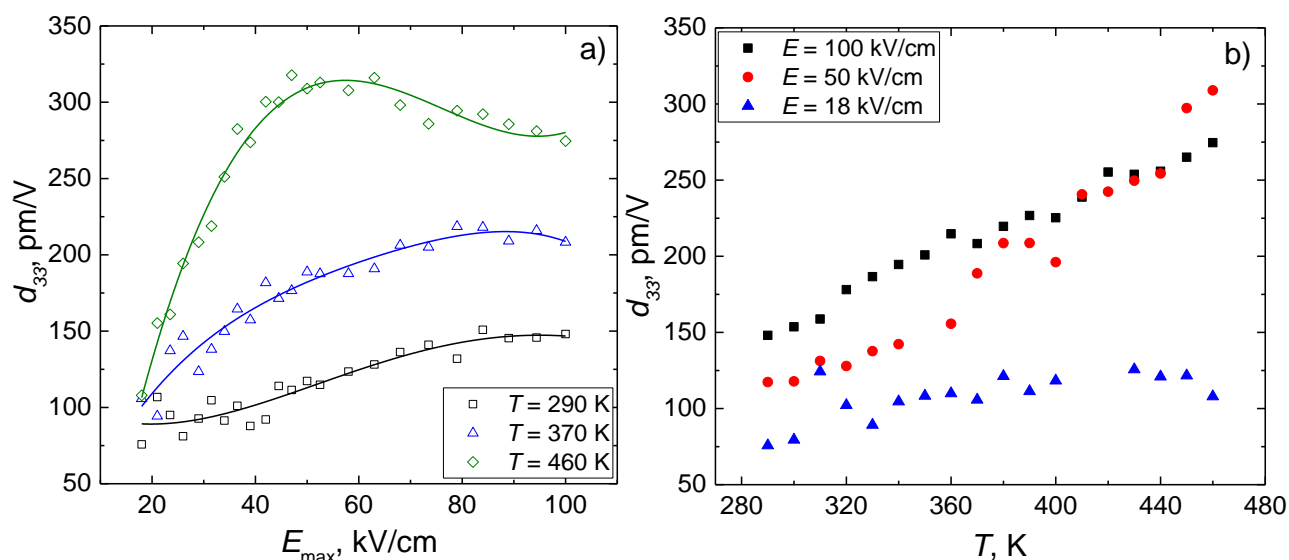 350
300
250
200
150
100
50
d33, pm/V
a)
T = 290 K
T = 370 K
T = 460 K
20 40 60 80 100
Emax, kV/cm
350
300
250
200
150
100
50
d33, pm/V
E = 100 kV/cm
E = 50 kV/cm
E = 18 kV/cm
b)
280 320 360 400 440 480
T, K